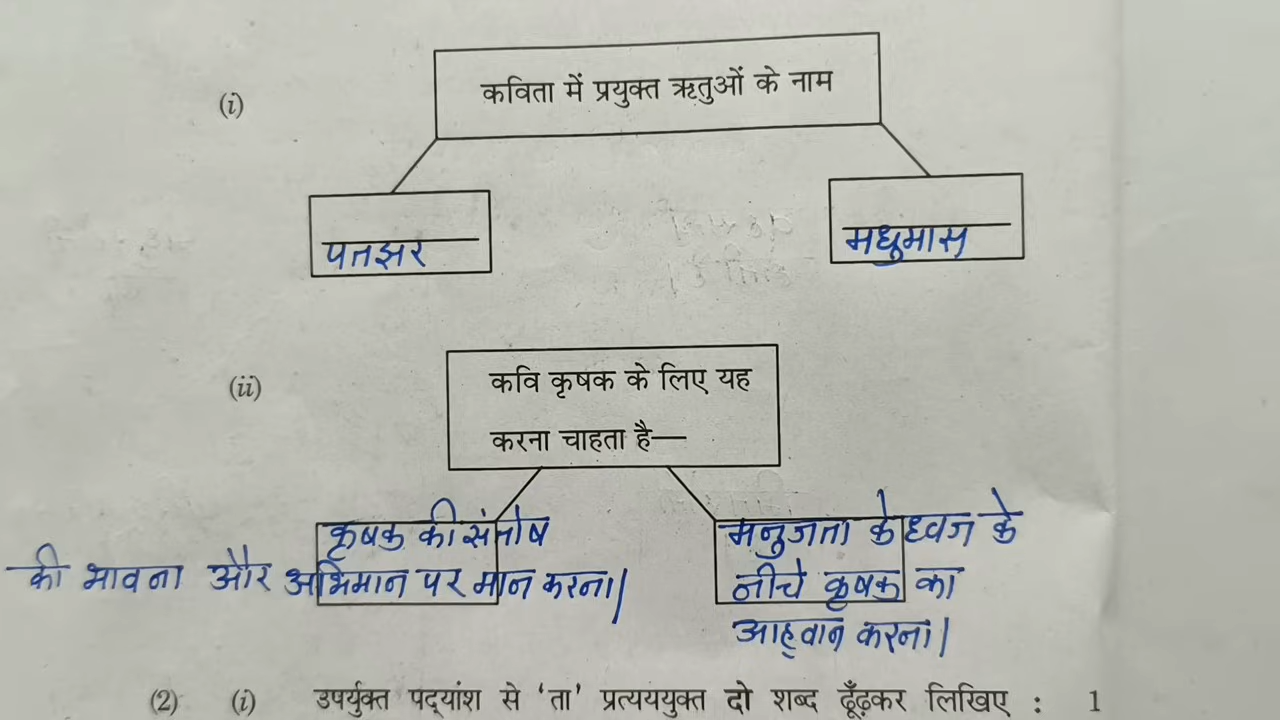 (i)
कविता में प्रयुक्त ऋतुओं के नाम
पतझर
मधुमास
(ii)
कवि कृषक के लिए यह
करना चाहता है—
कृषक की संतोष
की भावना और अभिमान पर मान करना।
मनुजता के ध्वज के
नीचे कृषक का
आह्वान करना।
(2) (i) उपर्युक्त पद्यांश से ‘ता’ प्रत्यययुक्त दो शब्द ढूँढ़कर लिखिए : 1